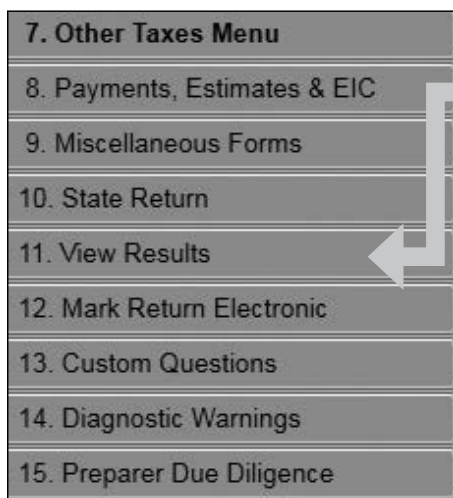 7. Other Taxes Menu
8. Payments, Estimates & EIC
9. Miscellaneous Forms
10. State Return
11. View Results
12. Mark Return Electronic
13. Custom Questions
14. Diagnostic Warnings
15. Preparer Due Diligence